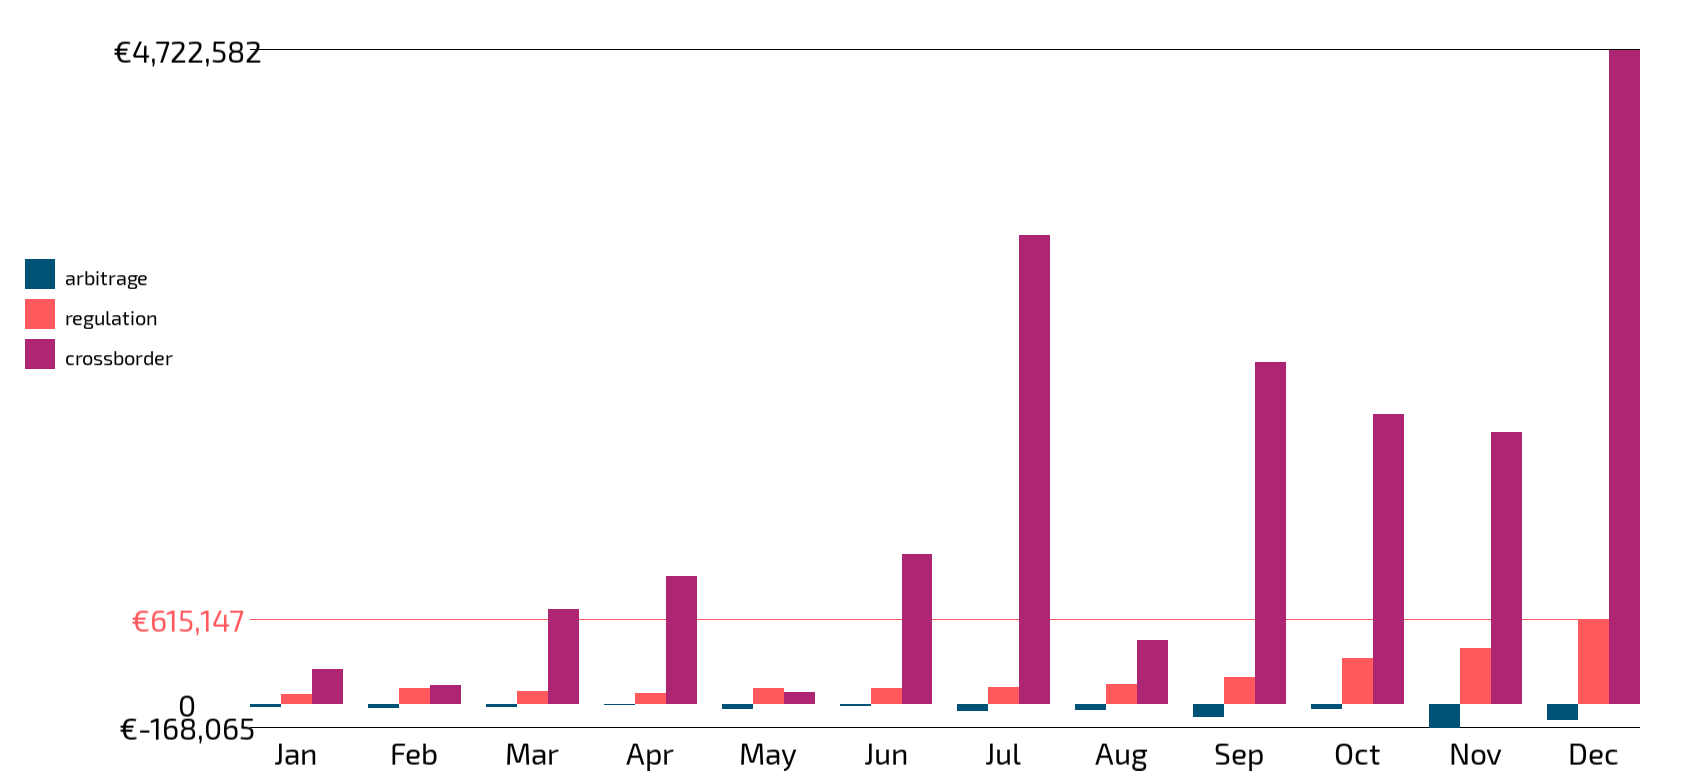 €4,722,582
arbitrage
regulation
crossborder
€615,147
0
€-168,065
Jan Feb Mar Apr May Jun Jul Aug Sep Oct Nov Dec